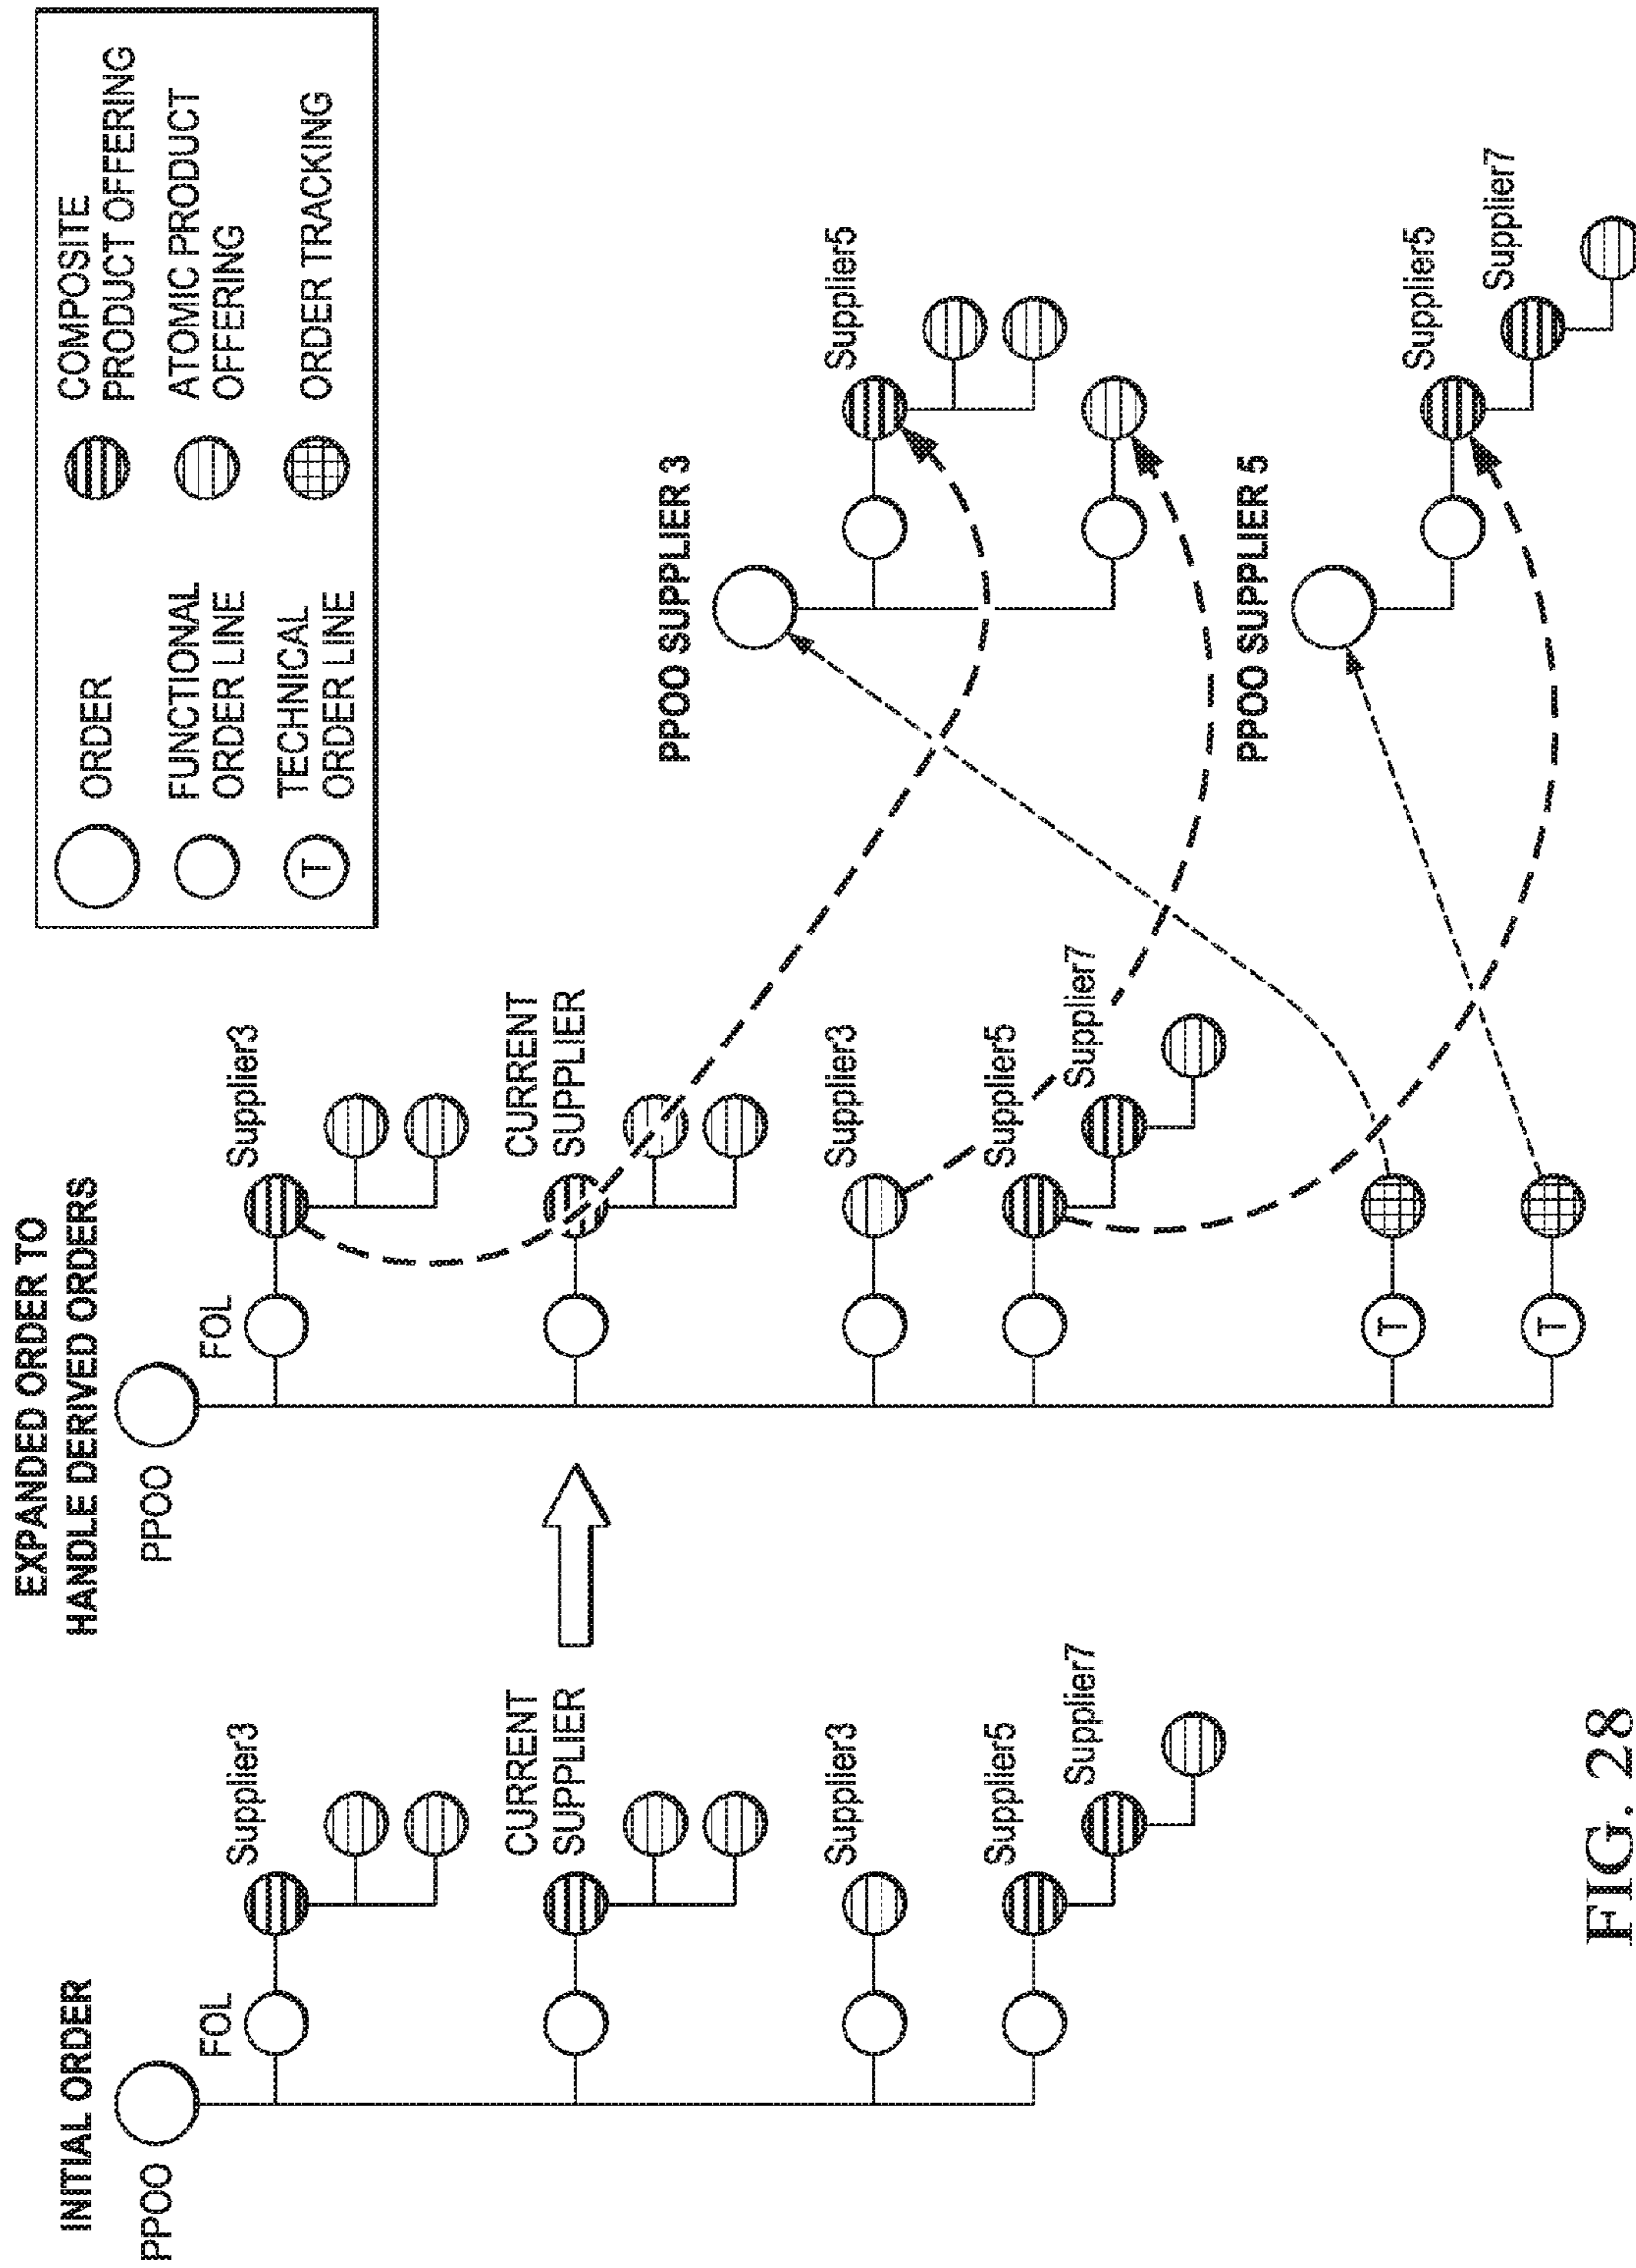 INITIAL ORDER
PPOO
FOL
Supplier3
CURRENT
SUPPLIER
Supplier3
Supplier5
Supplier7
EXPANDED ORDER TO
HANDLE DERIVED ORDERS
PPOO
FOL
Supplier3
CURRENT
SUPPLIER
Supplier3
Supplier5
Supplier7
T
T
ORDER
FUNCTIONAL
ORDER LINE
T
TECHNICAL
ORDER LINE
COMPOSITE
PRODUCT OFFERING
ATOMIC PRODUCT
OFFERING
ORDER TRACKING
PPOO SUPPLIER 3
Supplier5
PPOO SUPPLIER 5
Supplier5
Supplier7
FIG. 28